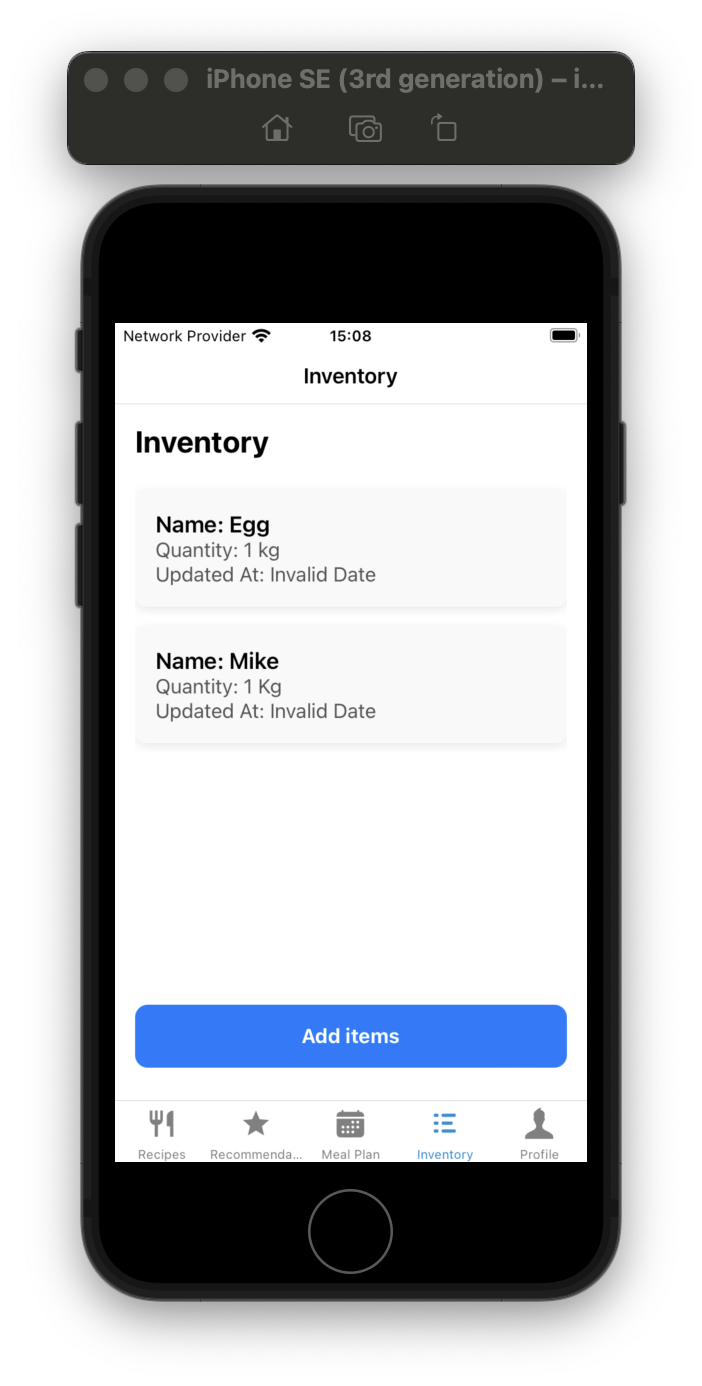 iPhone SE (3rd generation) – i...
Network Provider 15:08
Inventory
Inventory
Name: Egg
Quantity: 1 kg
Updated At: Invalid Date
Name: Mike
Quantity: 1 Kg
Updated At: Invalid Date
Add items
Recipes Recommenda... Meal Plan Inventory Profile